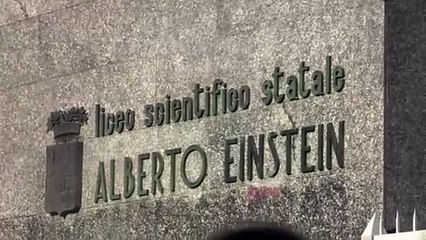 liceo scientifico statale
ALBERTO EINSTEIN